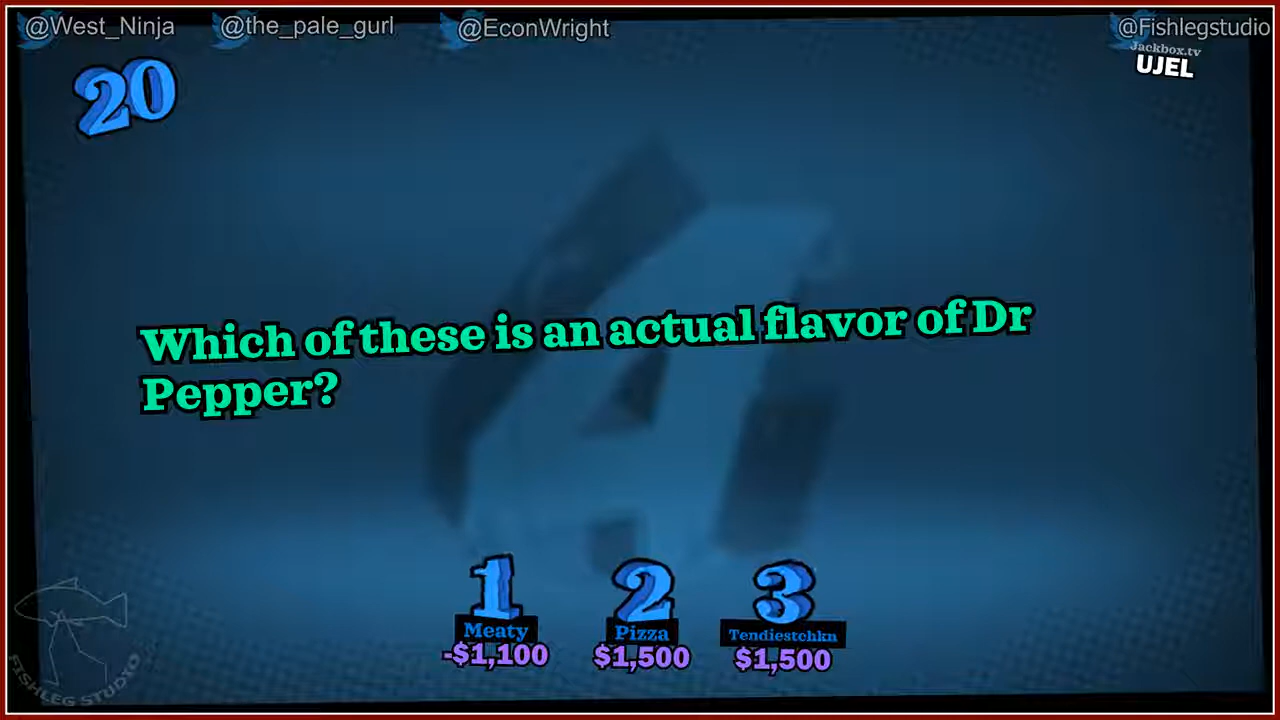 @West_Ninja @the_pale_gurl @EconWright @Fishlegstudio
Jackbox.tv
UJEL
20
Which of these is an actual flavor of Dr
Pepper?
1 2 3
Meaty Pizza Tendiestchkn
-$1,100 $1,500 $1,500
FISHLEG STUDIO